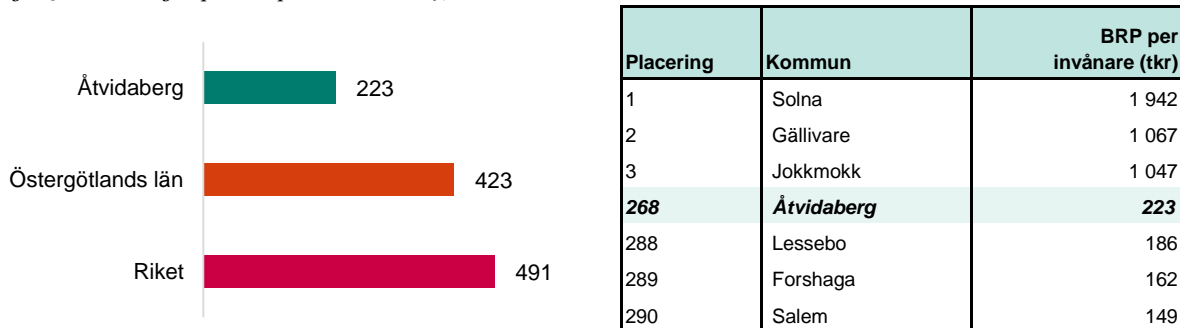 Åtvidaberg 223
Östergötlands län 423
Riket 491
Placering Kommun BRP per invånare (tkr)
1 Solna 1 942
2 Gällivare 1 067
3 Jokkmokk 1 047
268 Åtvidaberg 223
288 Lessebo 186
289 Forshaga 162
290 Salem 149